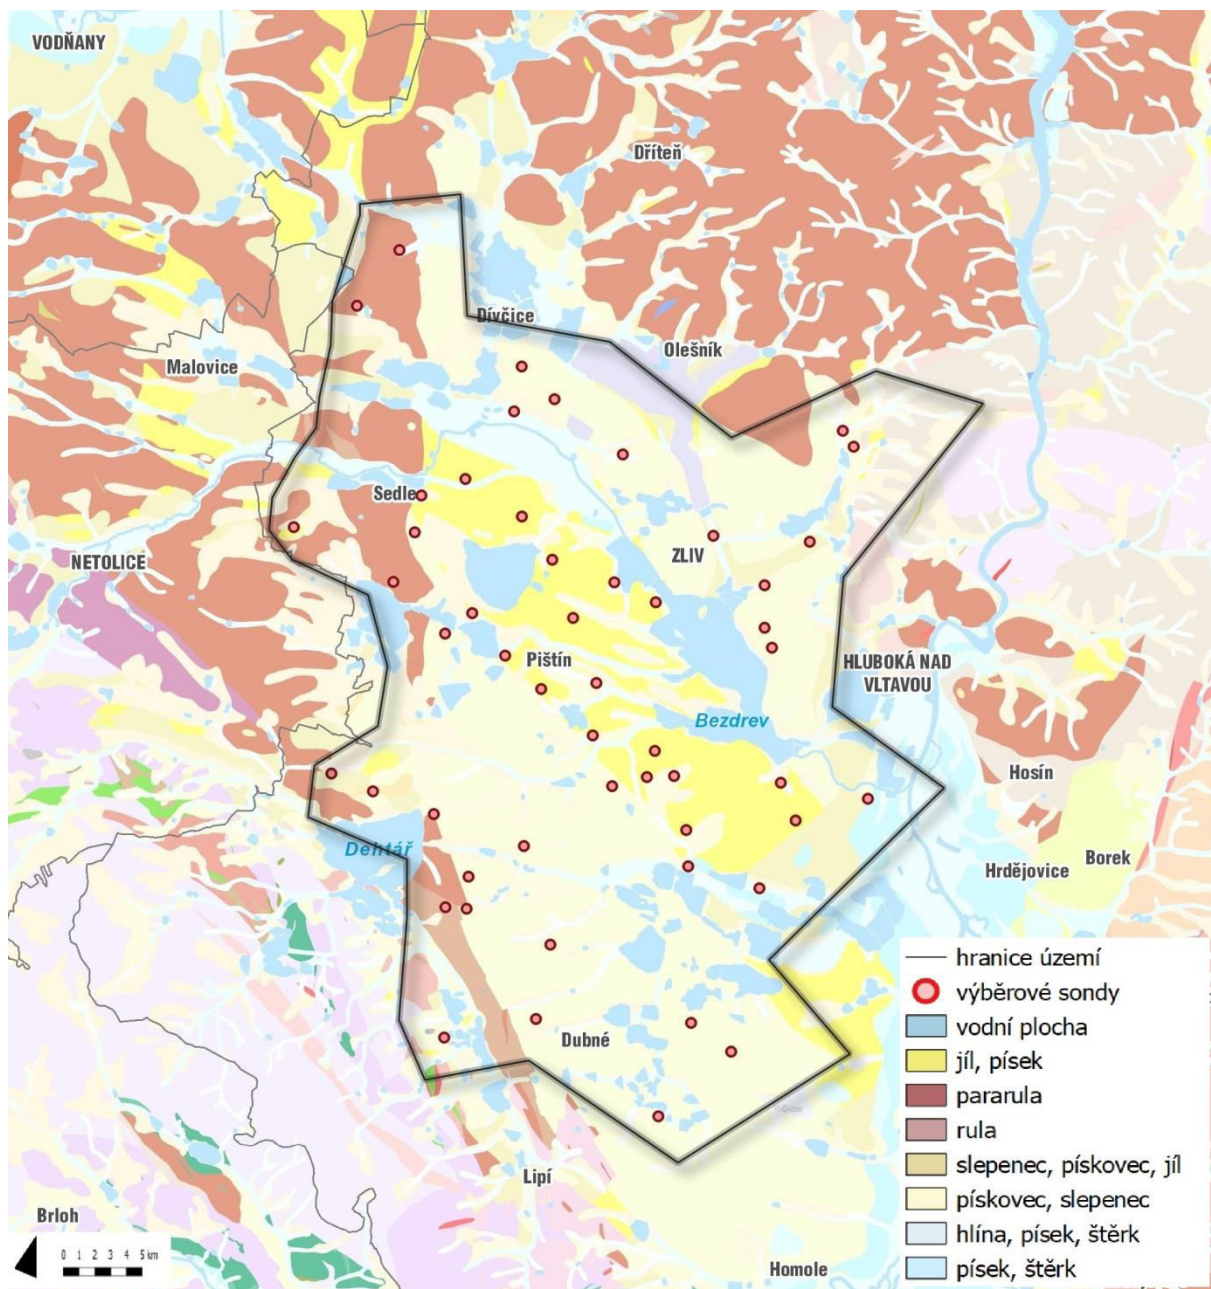 VODŇANY
Dříteň
Dívčice
Olešník
Malovice
Sedle
ZLIV
NETOLICE
Pištín
HLUBOKÁ NAD
VLTAVOU
Bezdrev
Hosín
Dehtář
Hrdějovice
Borek
Dubné
Lipí
Brloh
Homole
0 1 2 3 4 5 km
hranice území
výběrové sondy
vodní plocha
jíl, písek
pararula
rula
slepenec, pískovec, jíl
pískovec, slepenec
hlína, písek, štěrk
písek, štěrk